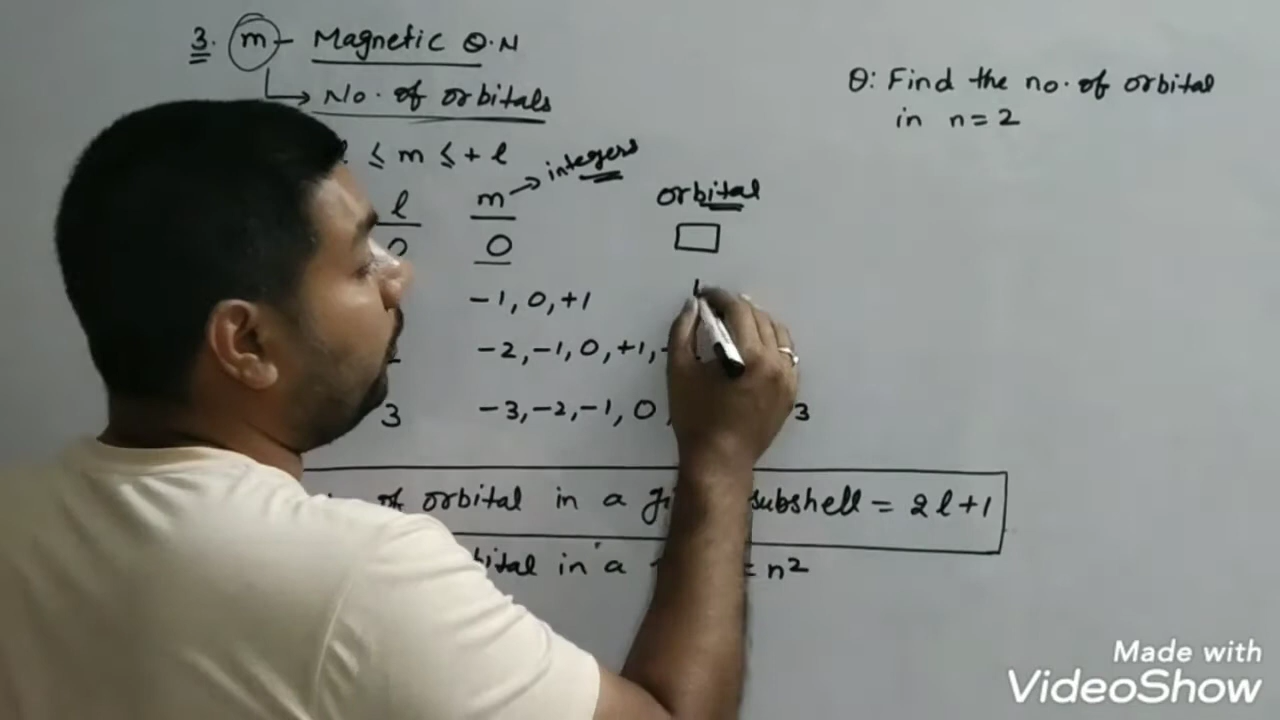 3. m - Magnetic Q.N
→ No. of orbitals
≤ m ≤ + l
l m → integers orbital
0 0
-1, 0, +1
-2, -1, 0, +1,
3 -3, -2, -1, 0 3
of orbital in a subshell = 2l+1
in a = n²
Q: Find the no. of orbital
in n = 2
Made with
VideoShow